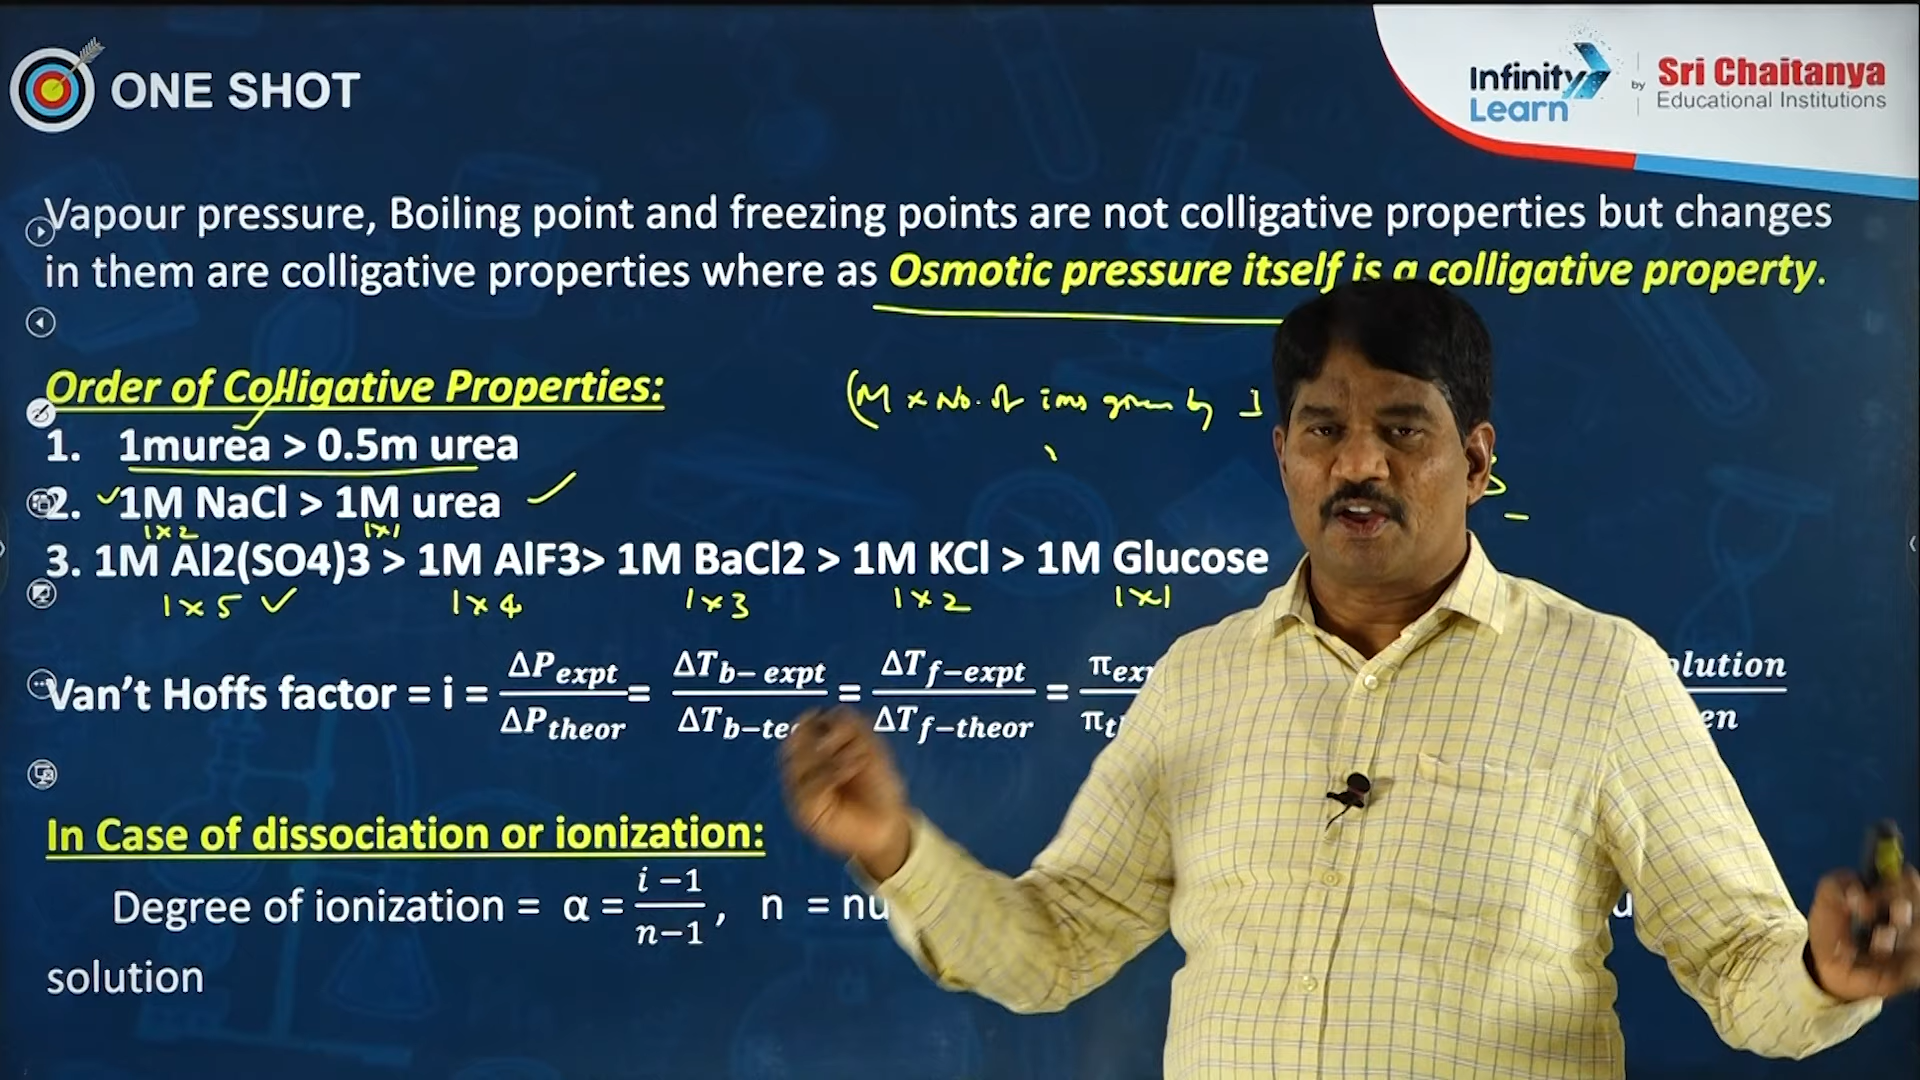 ONE SHOT
Infinity Learn
by
Sri Chaitanya
Educational Institutions
Vapour pressure, Boiling point and freezing points are not colligative properties but changes
in them are colligative properties where as Osmotic pressure itself is a colligative property.
Order of Colligative Properties:
(M × No. of ions given by 1
1. 1murea > 0.5m urea
2. 1M NaCl > 1M urea
1×2 1×1
3. 1M Al2(SO4)3 > 1M AlF3> 1M BaCl2 > 1M KCl > 1M Glucose
1×5 1×4 1×3 1×2 1×1
Van't Hoffs factor = i = ΔPexpt/ΔPtheor = ΔTb- expt/ΔTb-te = ΔTf-expt/ΔTf-theor =
In Case of dissociation or ionization:
Degree of ionization = α = i −1/n−1 , n =
solution